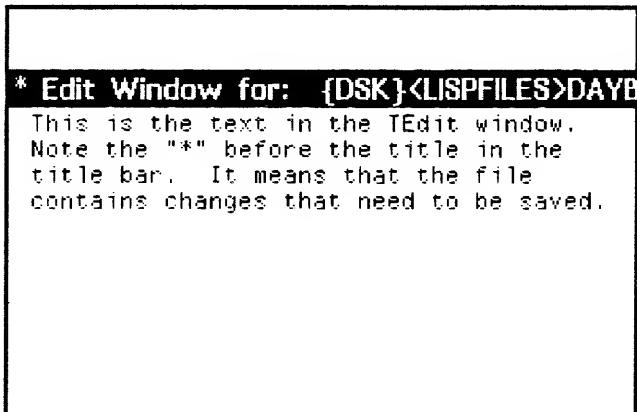 * Edit Window for: {DSK}<LISPFILES>DAYB
This is the text in the TEdit window.
Note the "*" before the title in the
title bar.  It means that the file
contains changes that need to be saved.